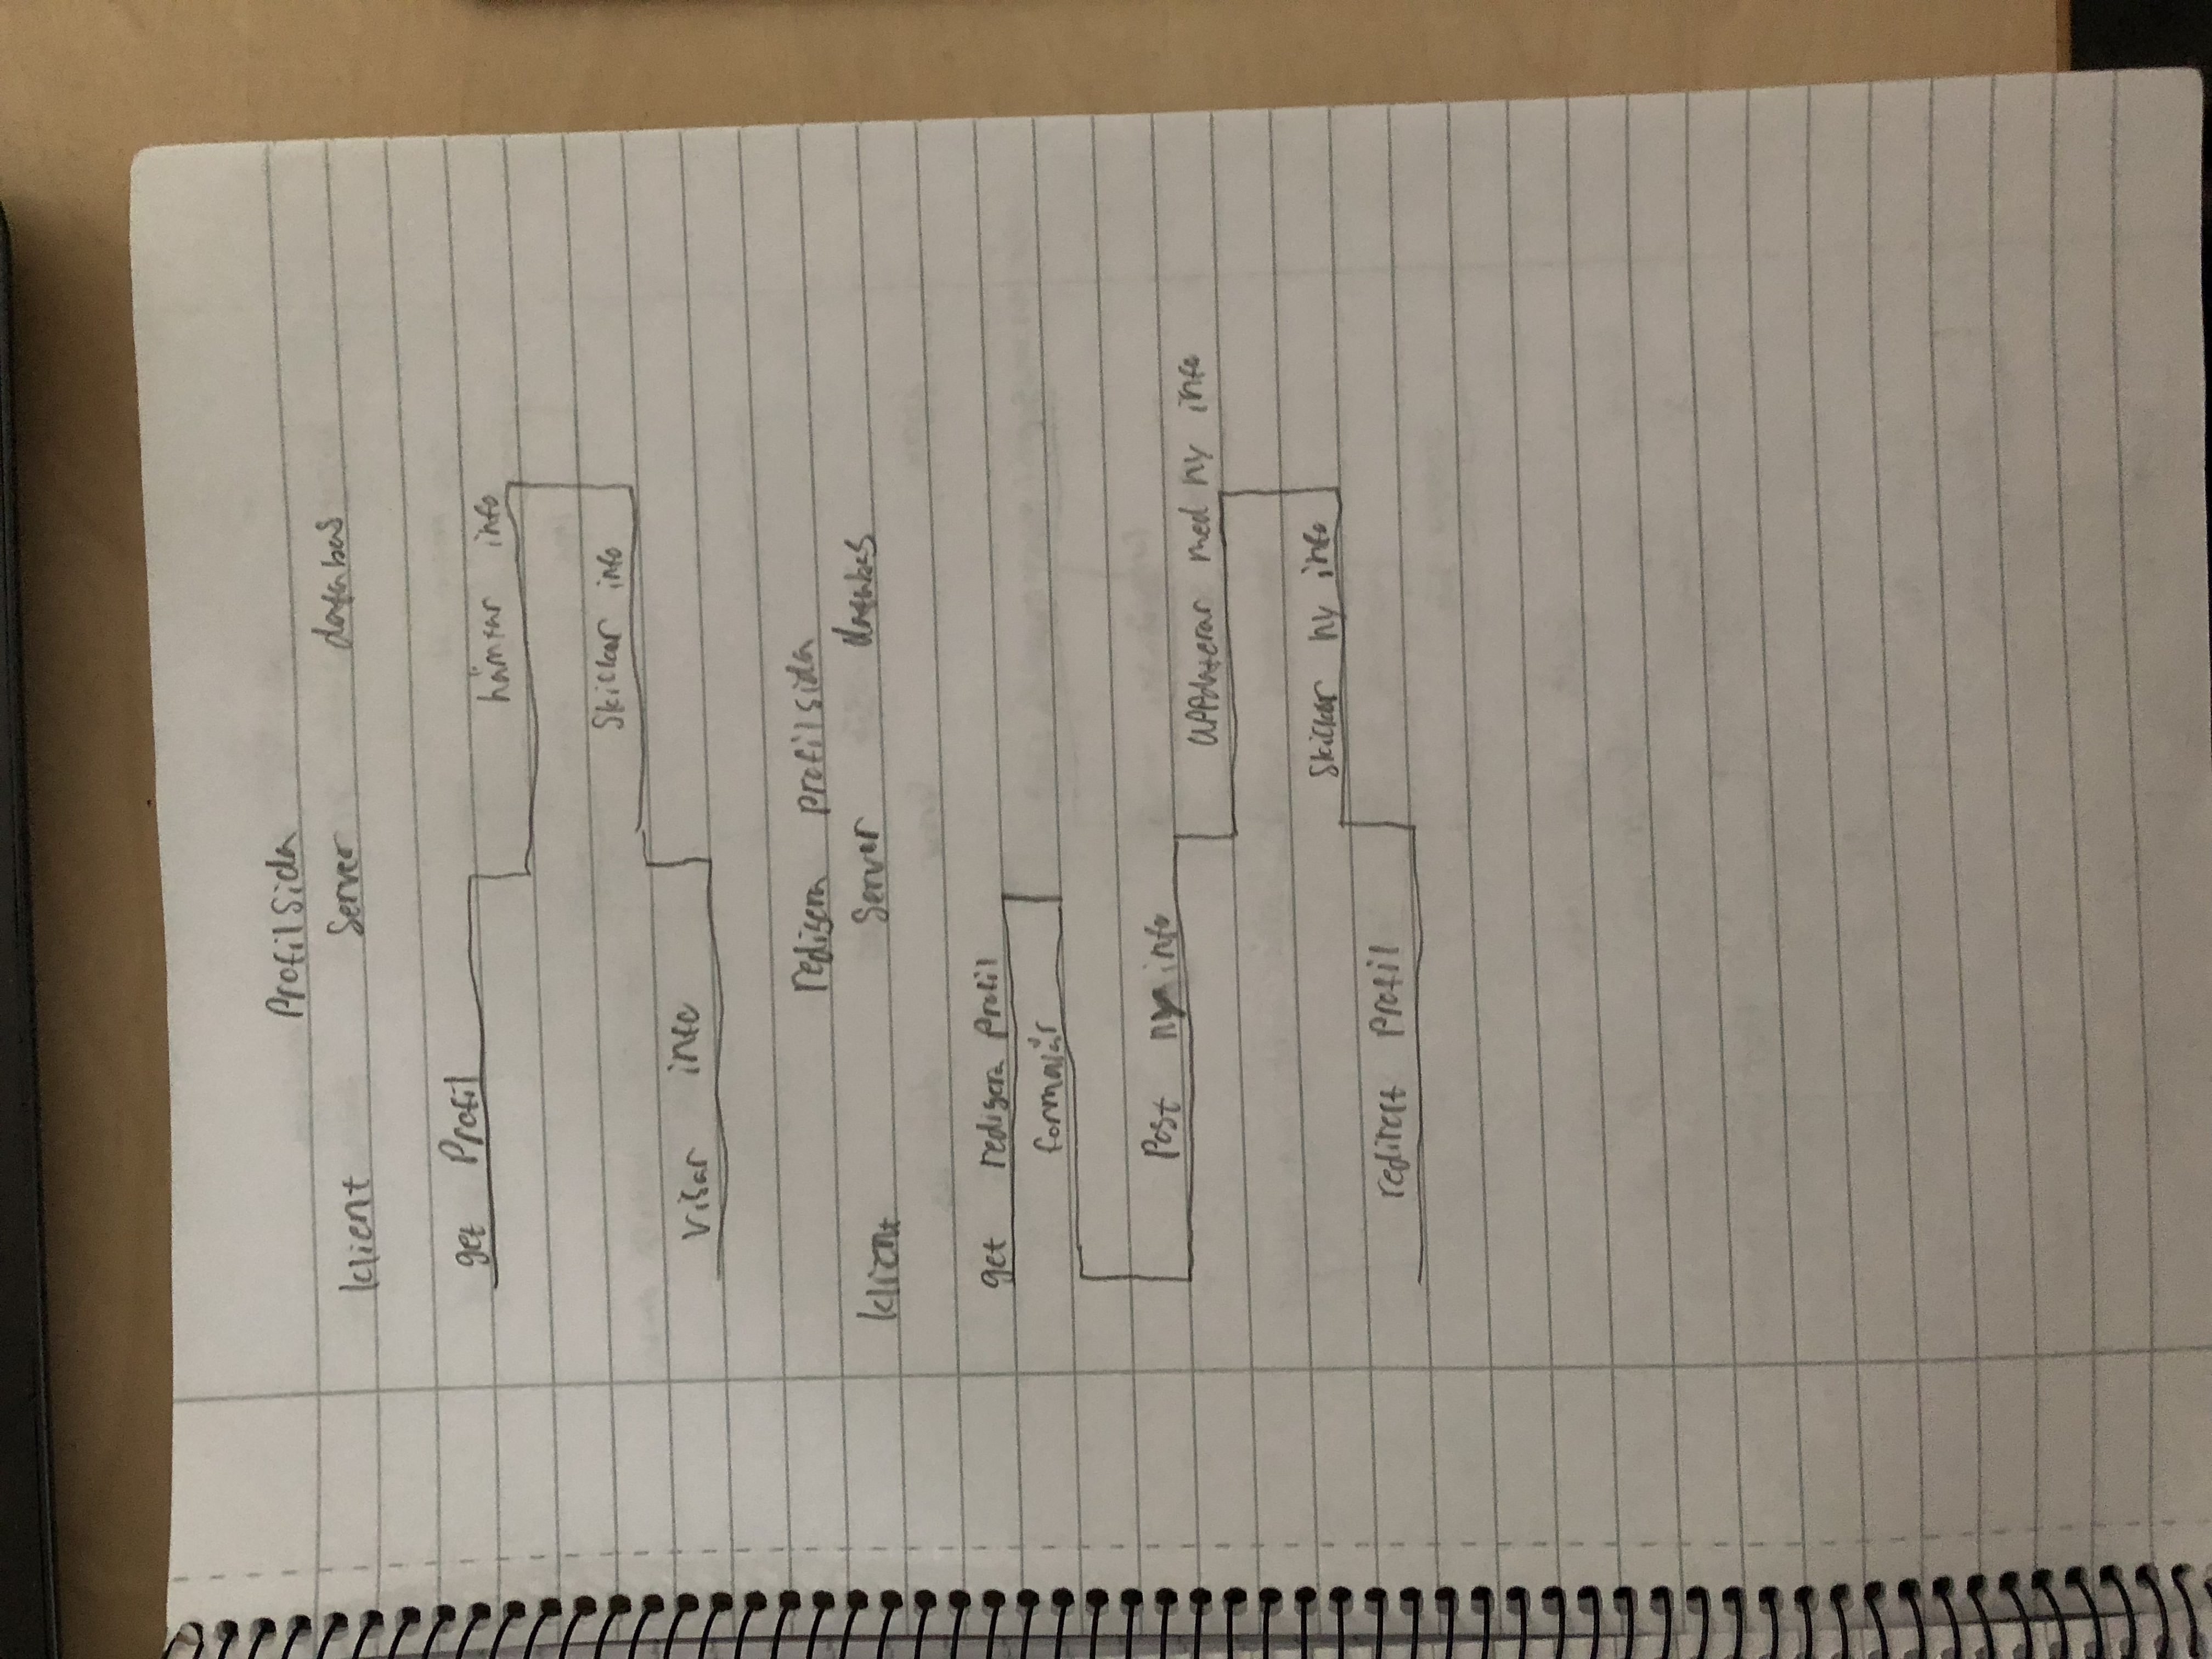 Profilsida
klient server databas
get Profil
hämtar info
Skickar info
Visar info
redigera profilsida
klient Server databas
get redigera Profil
formulär
Post ny info
UPPdaterar med ny info
Skickar ny info
redirect Profil